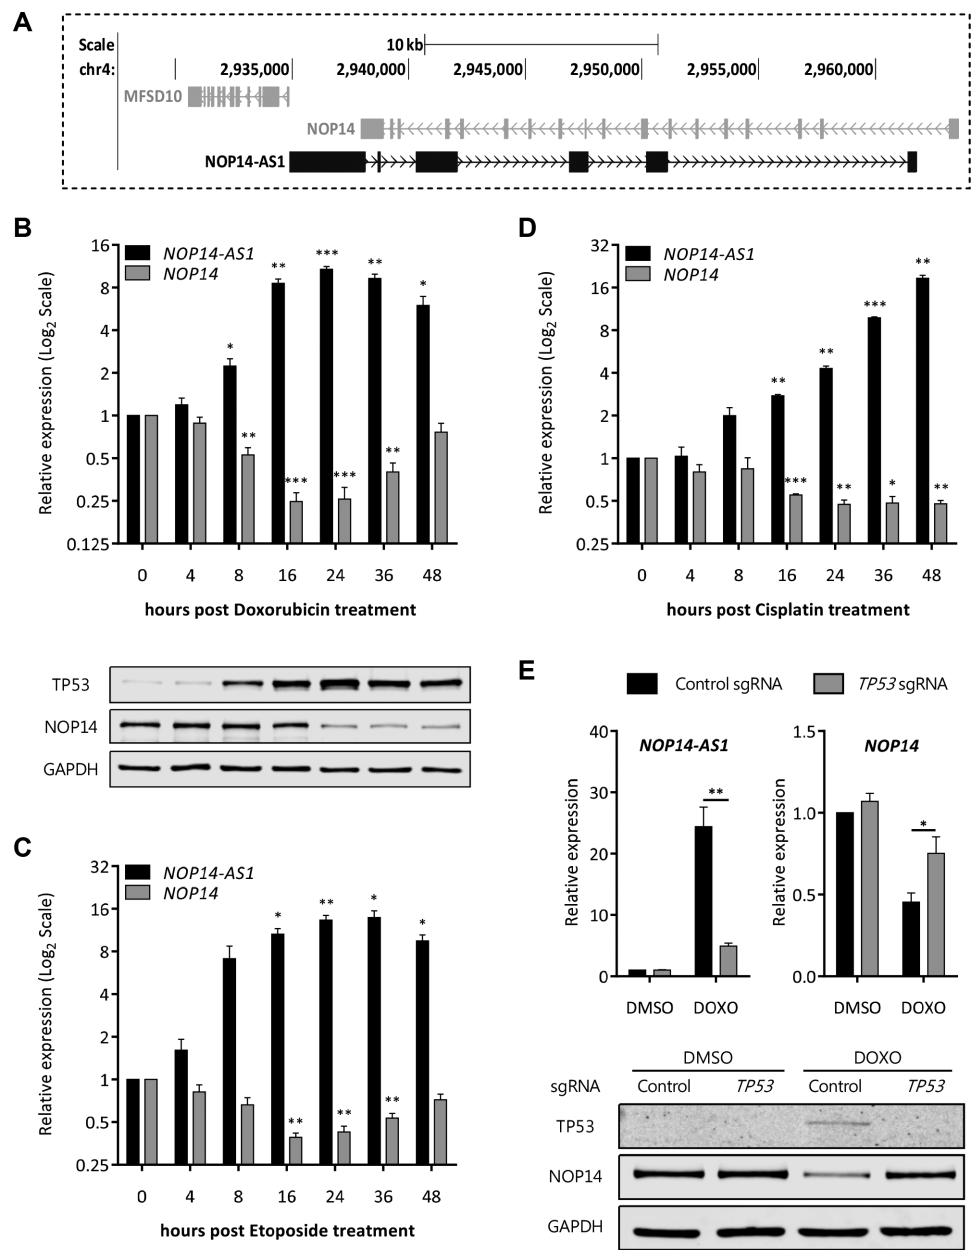 A
Scale
10 kb
chr4:
2,935,000
2,940,000
2,945,000
2,950,000
2,955,000
2,960,000
MFSD10
NOP14
NOP14-AS1
B
Relative expression (Log2 Scale)
16
8
4
2
1
0.5
0.25
0.125
NOP14-AS1
NOP14
*
**
**
***
***
***
**
**
*
0
4
8
16
24
36
48
hours post Doxorubicin treatment
TP53
NOP14
GAPDH
C
Relative expression (Log2 Scale)
32
16
8
4
2
1
0.5
0.25
NOP14-AS1
NOP14
*
**
**
**
*
**
*
0
4
8
16
24
36
48
hours post Etoposide treatment
D
Relative expression (Log2 Scale)
32
16
8
4
2
1
0.5
0.25
NOP14-AS1
NOP14
**
***
**
**
***
*
**
**
0
4
8
16
24
36
48
hours post Cisplatin treatment
E
Control sgRNA
TP53 sgRNA
Relative expression
40
30
20
10
0
NOP14-AS1
**
DMSO
DOXO
Relative expression
1.5
1.0
0.5
0.0
NOP14
*
DMSO
DOXO
DMSO
DOXO
sgRNA
Control
TP53
Control
TP53
TP53
NOP14
GAPDH